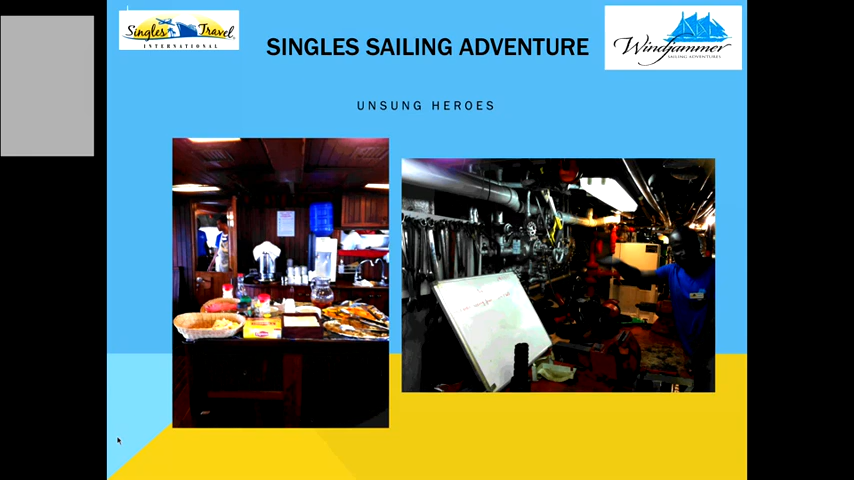 Singles Travel
INTERNATIONAL
SINGLES SAILING ADVENTURE
Windjammer
SAILING ADVENTURES
UNSUNG HEROES